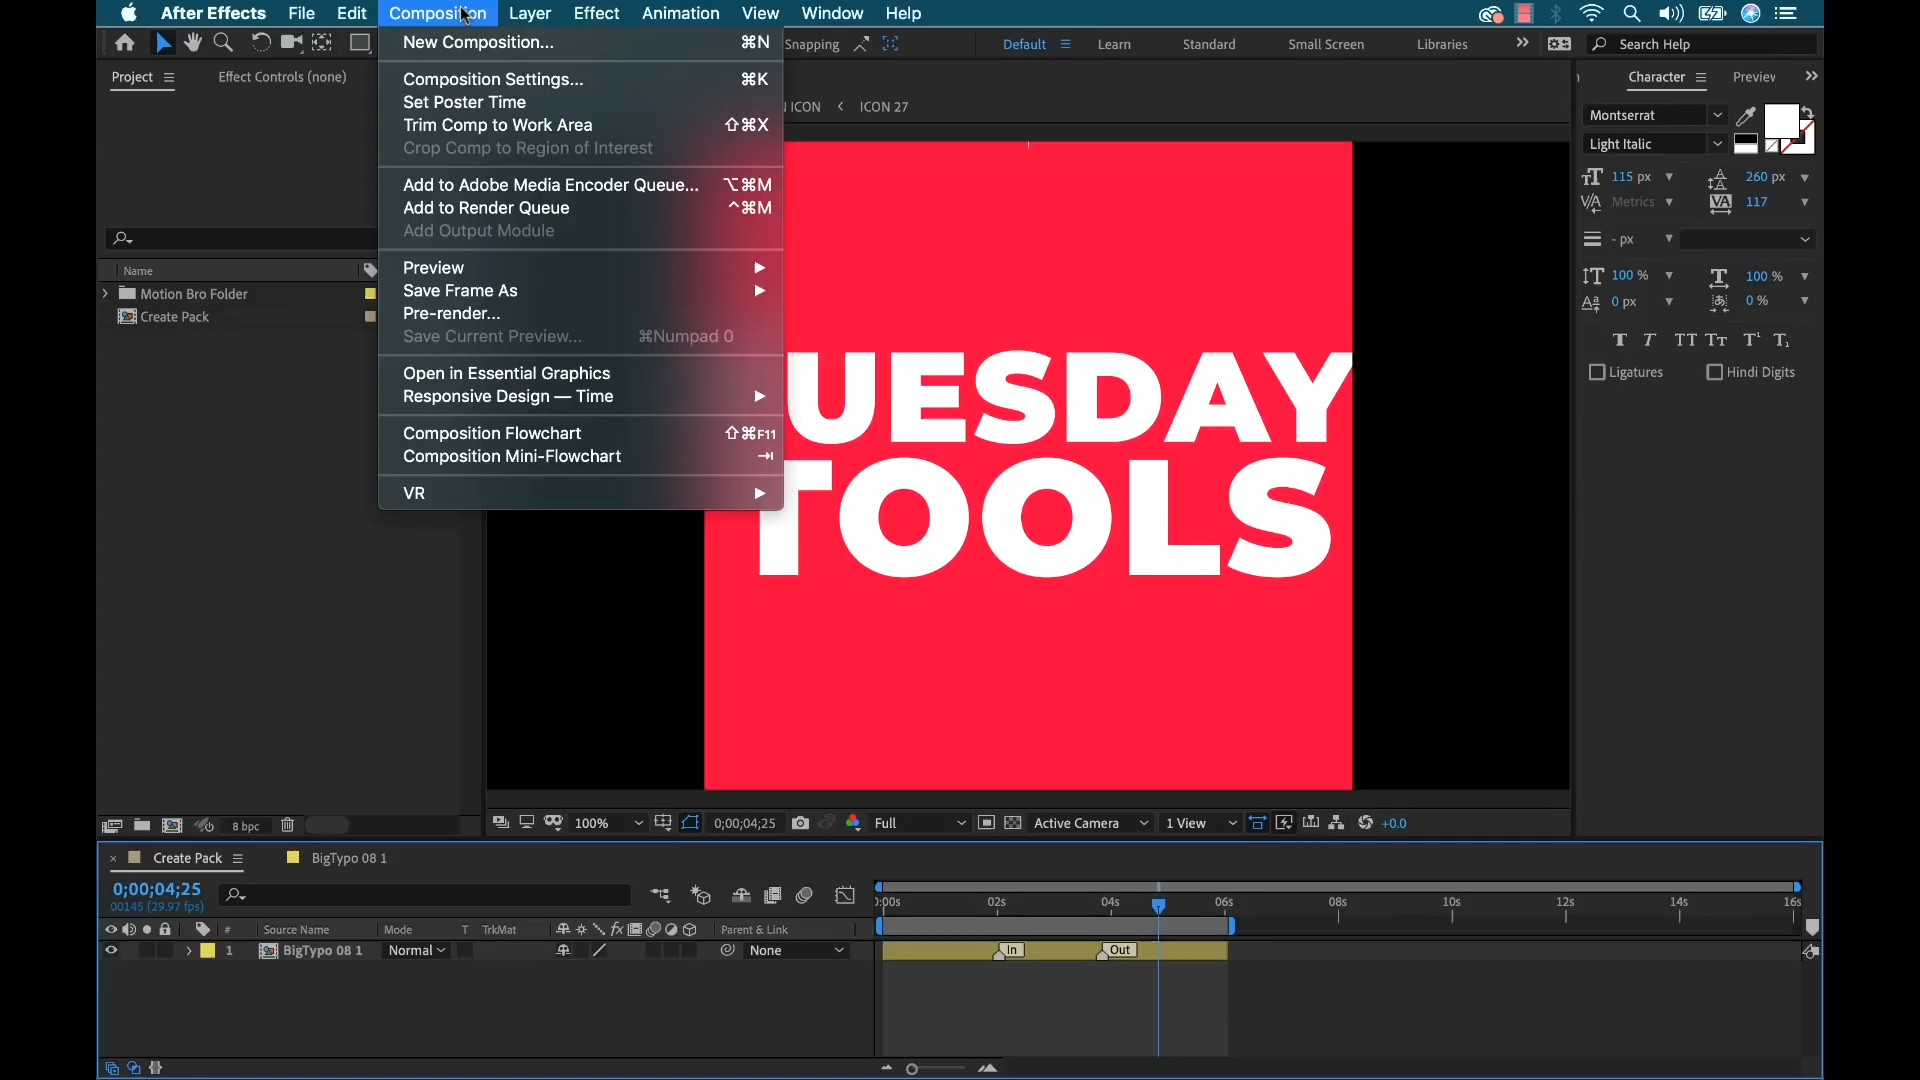 After Effects File Edit Composition Layer Effect Animation View Window Help
Snapping Default Learn Standard Small Screen Libraries Search Help
Project Effect Controls (none)
New Composition... ⌘N
Composition Settings... ⌘K
Set Poster Time
Trim Comp to Work Area ⇧⌘X
Crop Comp to Region of Interest
Add to Adobe Media Encoder Queue... ⌥⌘M
Add to Render Queue ^⌘M
Add Output Module
Preview
Save Frame As
Pre-render...
Save Current Preview... ⌘Numpad 0
Open in Essential Graphics
Responsive Design — Time
Composition Flowchart ⇧⌘F11
Composition Mini-Flowchart ⇥
VR
ICON < ICON 27
Name
Motion Bro Folder
Create Pack
8 bpc
UESDAY
TOOLS
Character Preview
Montserrat
Light Italic
115 px 260 px
Metrics 117
- px
100 % 100 %
0 px 0 %
T T TT Tt T¹ T₁
Ligatures Hindi Digits
100% 0;00;04;25 Full Active Camera 1 View +0.0
× Create Pack BigTypo 08 1
0;00;04;25
00145 (29.97 fps)
:00s 02s 04s 06s 08s 10s 12s 14s 16s
# Source Name Mode T TrkMat fx Parent & Link
1 BigTypo 08 1 Normal None In Out